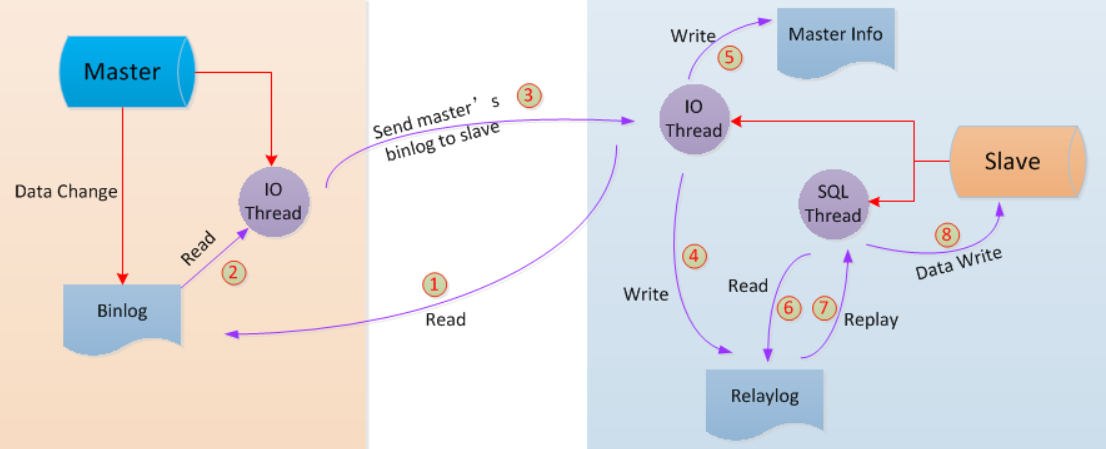 Master
Data Change
Binlog
Read
2
IO
Thread
Send master’s
binlog to slave
3
1
Read
Write
5
Master Info
IO
Thread
4
Write
SQL
Thread
Slave
8
Data Write
Read
6
7
Replay
Relaylog